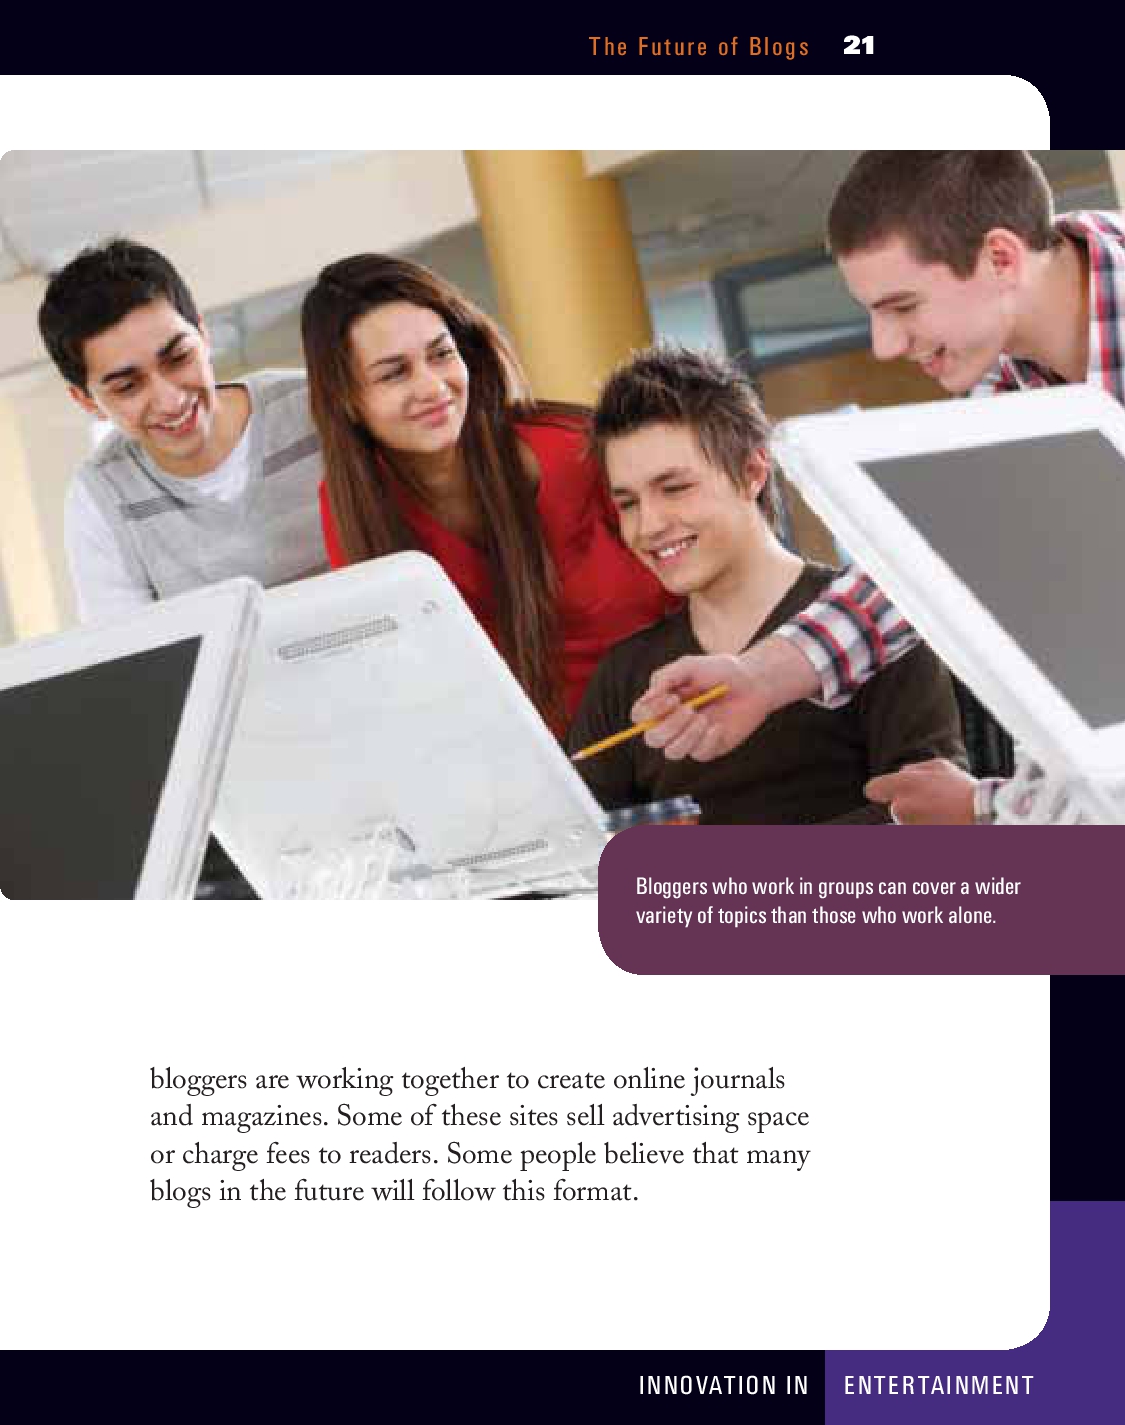 The Future of Blogs 21
Bloggers who work in groups can cover a wider
variety of topics than those who work alone.
bloggers are working together to create online journals
and magazines. Some of these sites sell advertising space
or charge fees to readers. Some people believe that many
blogs in the future will follow this format.
INNOVATION IN ENTERTAINMENT